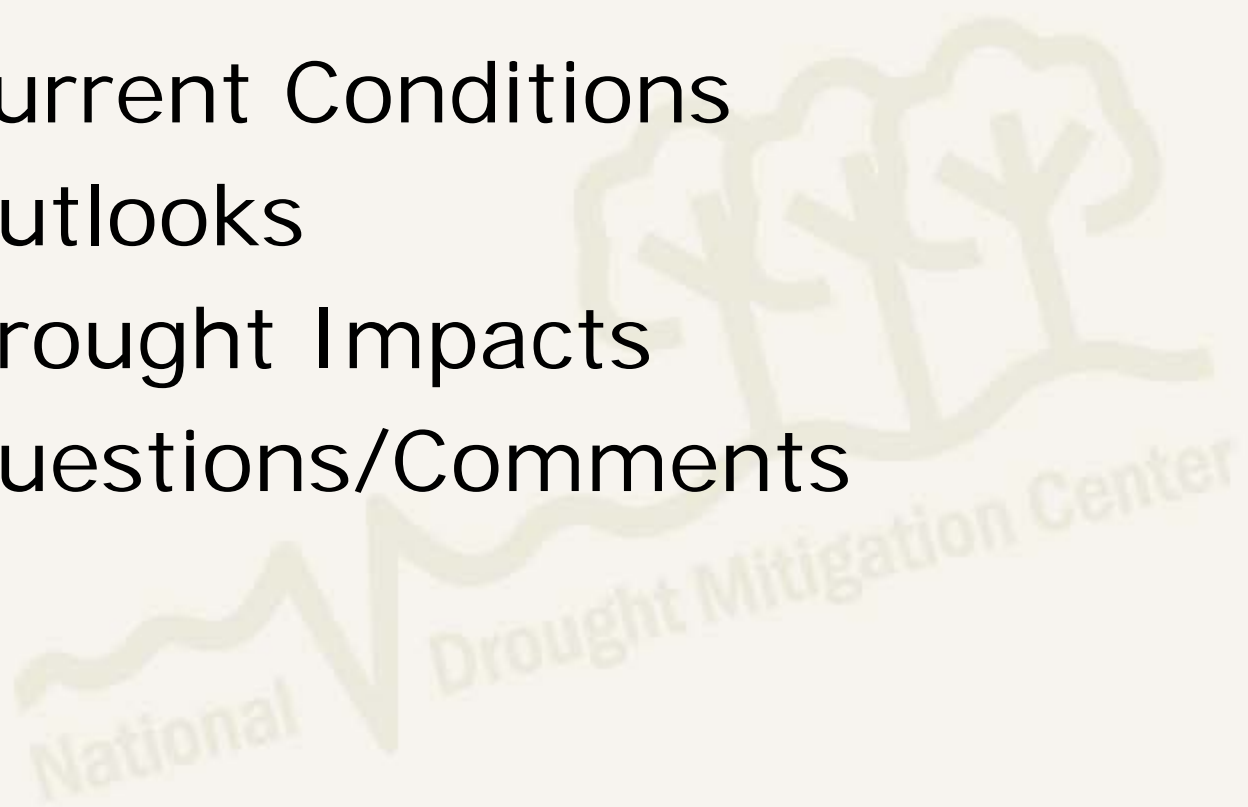 urrent Conditions
utlooks
rought Impacts
uestions/Comments
National Drought Mitigation Center